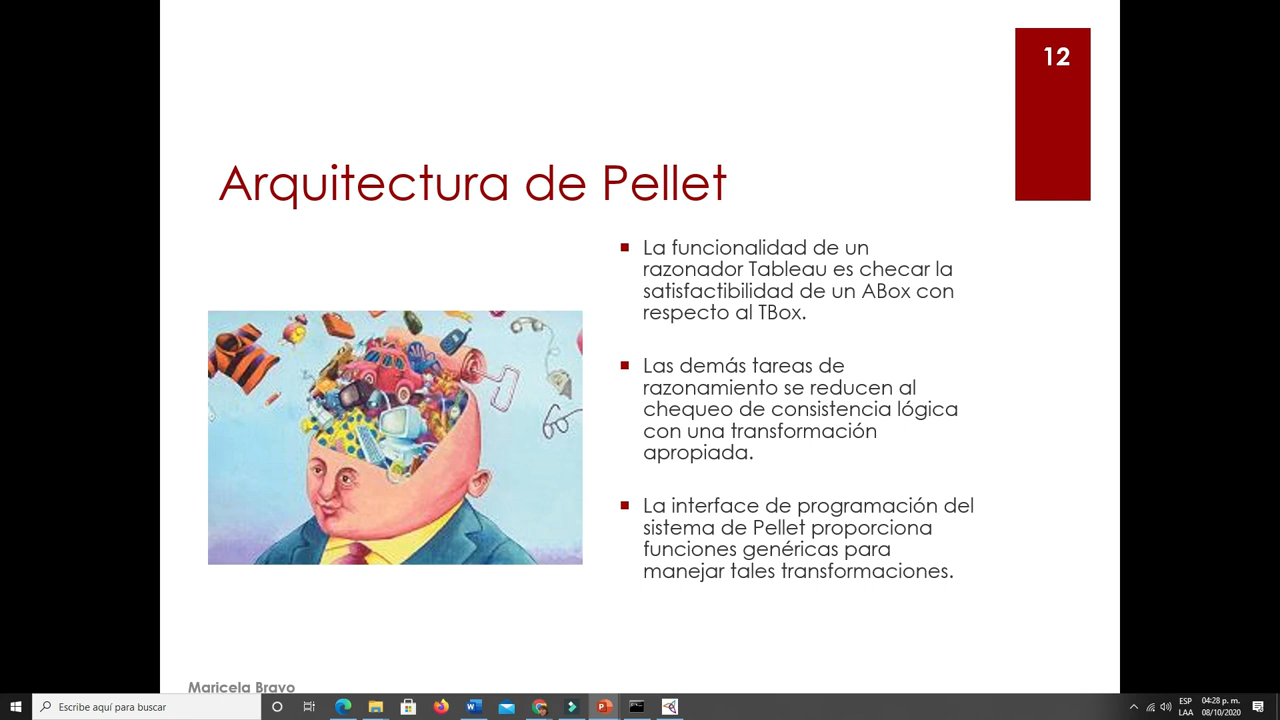 12
Arquitectura de Pellet
La funcionalidad de un
razonador Tableau es checar la
satisfactibilidad de un ABox con
respecto al TBox.
Las demás tareas de
razonamiento se reducen al
chequeo de consistencia lógica
con una transformación
apropiada.
La interface de programación del
sistema de Pellet proporciona
funciones genéricas para
manejar tales transformaciones.
Maricela Bravo
Escribe aquí para buscar
ESP
LAA
04:28 p. m.
08/10/2020